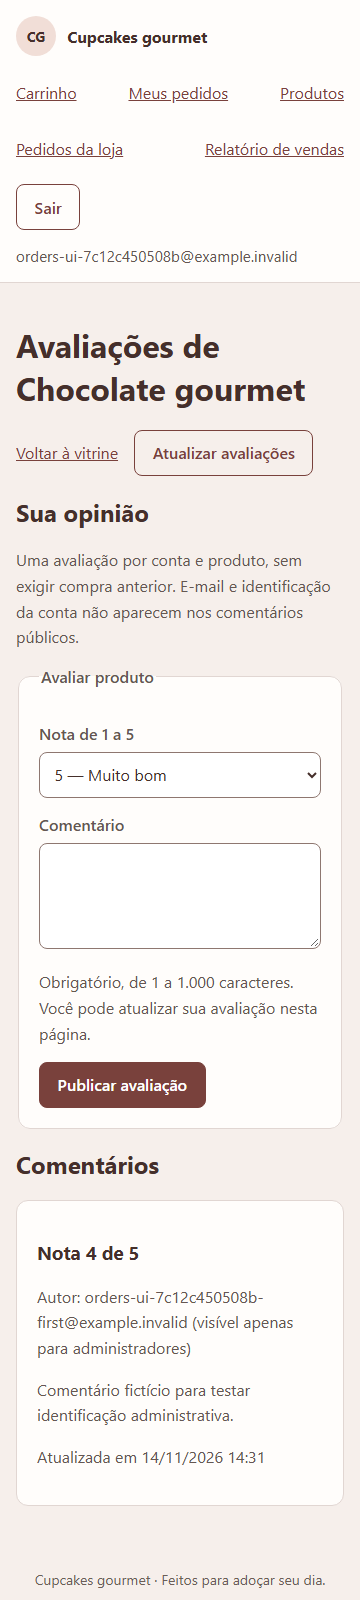 CG
Cupcakes gourmet
Carrinho
Meus pedidos
Produtos
Pedidos da loja
Relatório de vendas
Sair
orders-ui-7c12c450508b@example.invalid
Avaliações de
Chocolate gourmet
Voltar à vitrine
Atualizar avaliações
Sua opinião
Uma avaliação por conta e produto, sem
exigir compra anterior. E-mail e identificação
da conta não aparecem nos comentários
públicos.
Avaliar produto
Nota de 1 a 5
5 — Muito bom
Comentário
Obrigatório, de 1 a 1.000 caracteres.
Você pode atualizar sua avaliação nesta
página.
Publicar avaliação
Comentários
Nota 4 de 5
Autor: orders-ui-7c12c450508b-
first@example.invalid (visível apenas
para administradores)
Comentário fictício para testar
identificação administrativa.
Atualizada em 14/11/2026 14:31
Cupcakes gourmet · Feitos para adoçar seu dia.